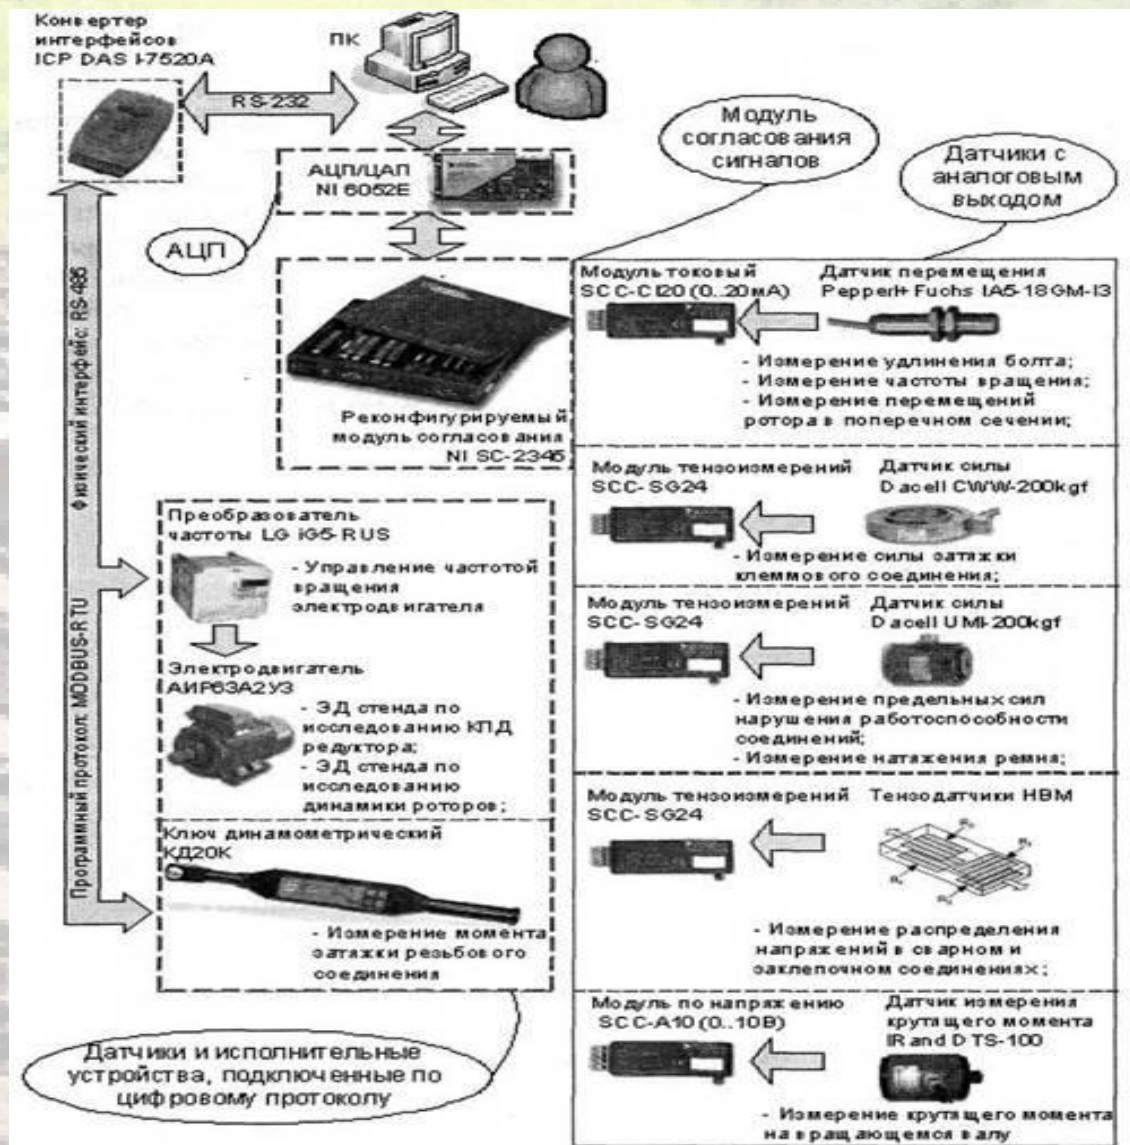 Конвертер
интерфейсов
ICP DAS I-7520A
ПК
RS-232
АЦП/ЦАП
NI 6052E
АЦП
Модуль
согласования
сигналов
Датчики с
аналоговым
выходом
Физический интерфейс: RS-485
Программный протокол: MODBUS-RTU
Реконфигурируемый
модуль согласования
NI SC-2345
Преобразователь
частоты LG iG5-RUS
- Управление частотой
вращения
электродвигателя
Электродвигатель
АИР63А2У3
- ЭД стенда по
исследованию КПД
редуктора;
- ЭД стенда по
исследованию
динамики роторов;
Ключ динамометрический
КД20К
- Измерение момента
затяжки резьбового
соединения
Датчики и исполнительные
устройства, подключенные по
цифровому протоколу
Модуль токовый
SCC-CI20 (0..20мА)
Датчик перемещения
Pepperl+Fuchs IA5-18GM-I3
- Измерение удлинения болта;
- Измерение частоты вращения;
- Измерение перемещений
ротора в поперечном сечении;
Модуль тензоизмерений
SCC-SG24
Датчик силы
Dacell CWW-200kgf
- Измерение силы затяжки
клеммового соединения;
Модуль тензоизмерений
SCC-SG24
Датчик силы
Dacell UMI-200kgf
- Измерение предельных сил
нарушения работоспособности
соединений;
- Измерение натяжения ремня;
Модуль тензоизмерений
SCC-SG24
Тензодатчики HBM
- Измерение распределения
напряжений в сварном и
заклепочном соединениях;
Модуль по напряжению
SCC-A10 (0..10В)
Датчик измерения
крутящего момента
IRandD TS-100
- Измерение крутящего момента
на вращающемся валу